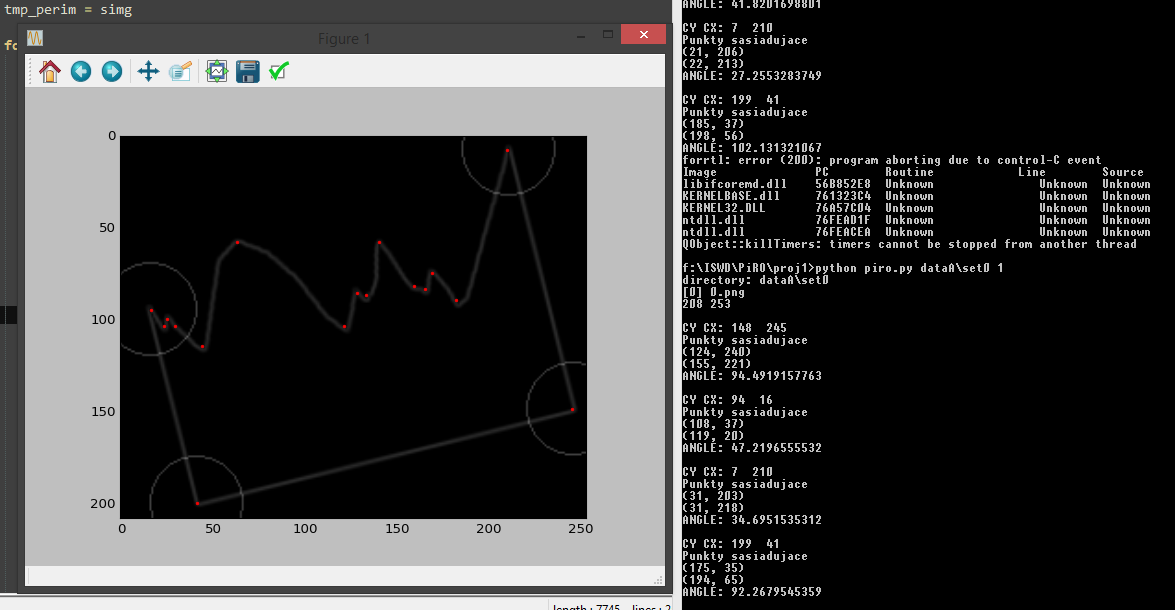 tmp_perim = simg
fo
Figure 1
0
50
100
150
200
0
50
100
150
200
250
length : 7745 lines : 2
ANGLE: 41.8201698801
CY CX: 7 210
Punkty sasiadujace
(21, 206)
(22, 213)
ANGLE: 27.2553283749
CY CX: 199 41
Punkty sasiadujace
(185, 37)
(198, 56)
ANGLE: 102.131321067
forrtl: error (200): program aborting due to control-C event
Image PC Routine Line Source
libifcoremd.dll 56B852E8 Unknown Unknown Unknown
KERNELBASE.dll 761323C4 Unknown Unknown Unknown
KERNEL32.DLL 76A57C04 Unknown Unknown Unknown
ntdll.dll 76FEAD1F Unknown Unknown Unknown
ntdll.dll 76FEACEA Unknown Unknown Unknown
QObject::killTimers: timers cannot be stopped from another thread
f:\ISWD\PiRO\proj1>python piro.py dataA\set0 1
directory: dataA\set0
[0] 0.png
208 253
CY CX: 148 245
Punkty sasiadujace
(124, 240)
(155, 221)
ANGLE: 94.4919157763
CY CX: 94 16
Punkty sasiadujace
(108, 37)
(119, 20)
ANGLE: 47.2196555532
CY CX: 7 210
Punkty sasiadujace
(31, 203)
(31, 218)
ANGLE: 34.6951535312
CY CX: 199 41
Punkty sasiadujace
(175, 35)
(194, 65)
ANGLE: 92.2679545359